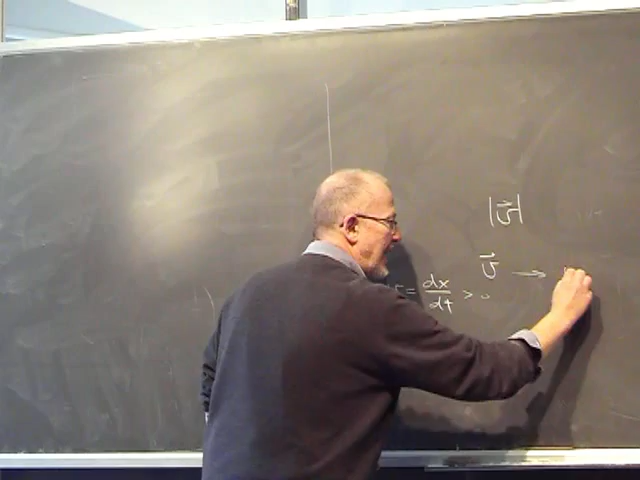 |v⃗|
v⃗ →
v = dx/dt > 0